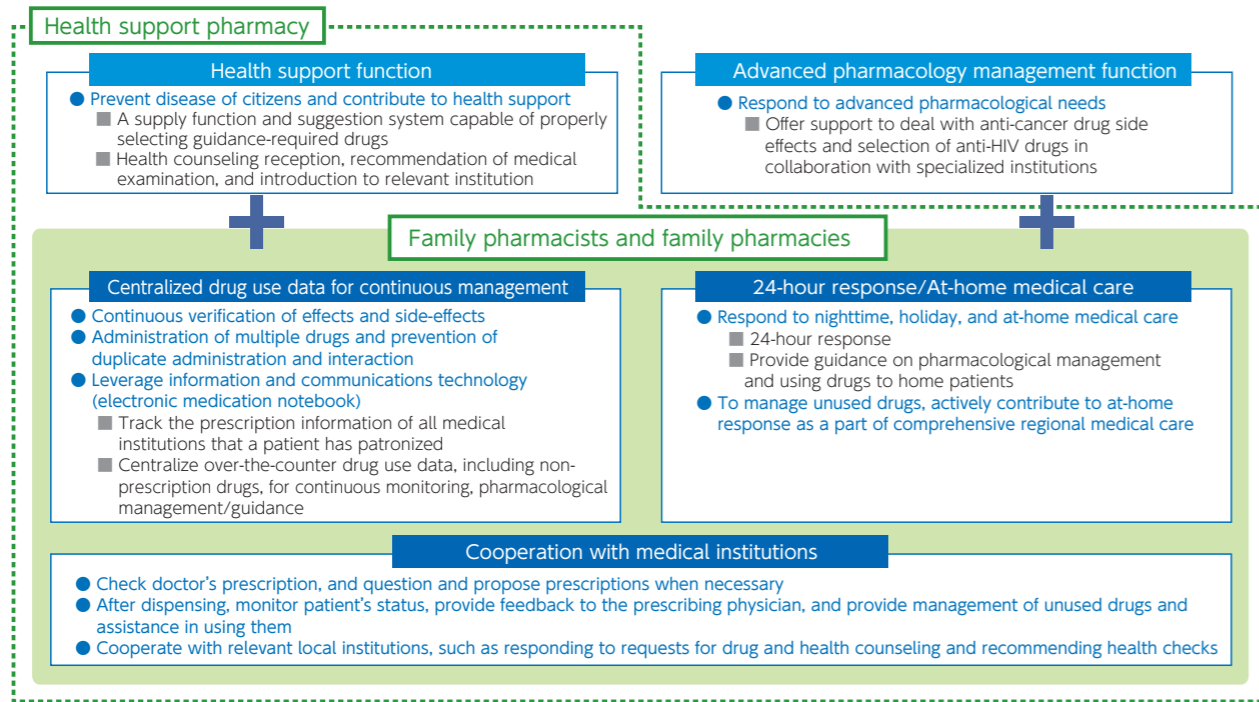 Health support pharmacy
Health support function
● Prevent disease of citizens and contribute to health support
■ A supply function and suggestion system capable of properly
selecting guidance-required drugs
■ Health counseling reception, recommendation of medical
examination, and introduction to relevant institution
Advanced pharmacology management function
● Respond to advanced pharmacological needs
■ Offer support to deal with anti-cancer drug side
effects and selection of anti-HIV drugs in
collaboration with specialized institutions
Family pharmacists and family pharmacies
Centralized drug use data for continuous management
● Continuous verification of effects and side-effects
● Administration of multiple drugs and prevention of
duplicate administration and interaction
● Leverage information and communications technology
(electronic medication notebook)
■ Track the prescription information of all medical
institutions that a patient has patronized
■ Centralize over-the-counter drug use data, including non-
prescription drugs, for continuous monitoring, pharmacological
management/guidance
24-hour response/At-home medical care
● Respond to nighttime, holiday, and at-home medical care
■ 24-hour response
■ Provide guidance on pharmacological management
and using drugs to home patients
● To manage unused drugs, actively contribute to at-home
response as a part of comprehensive regional medical care
Cooperation with medical institutions
● Check doctor's prescription, and question and propose prescriptions when necessary
● After dispensing, monitor patient's status, provide feedback to the prescribing physician, and provide management of unused drugs and
assistance in using them
● Cooperate with relevant local institutions, such as responding to requests for drug and health counseling and recommending health checks